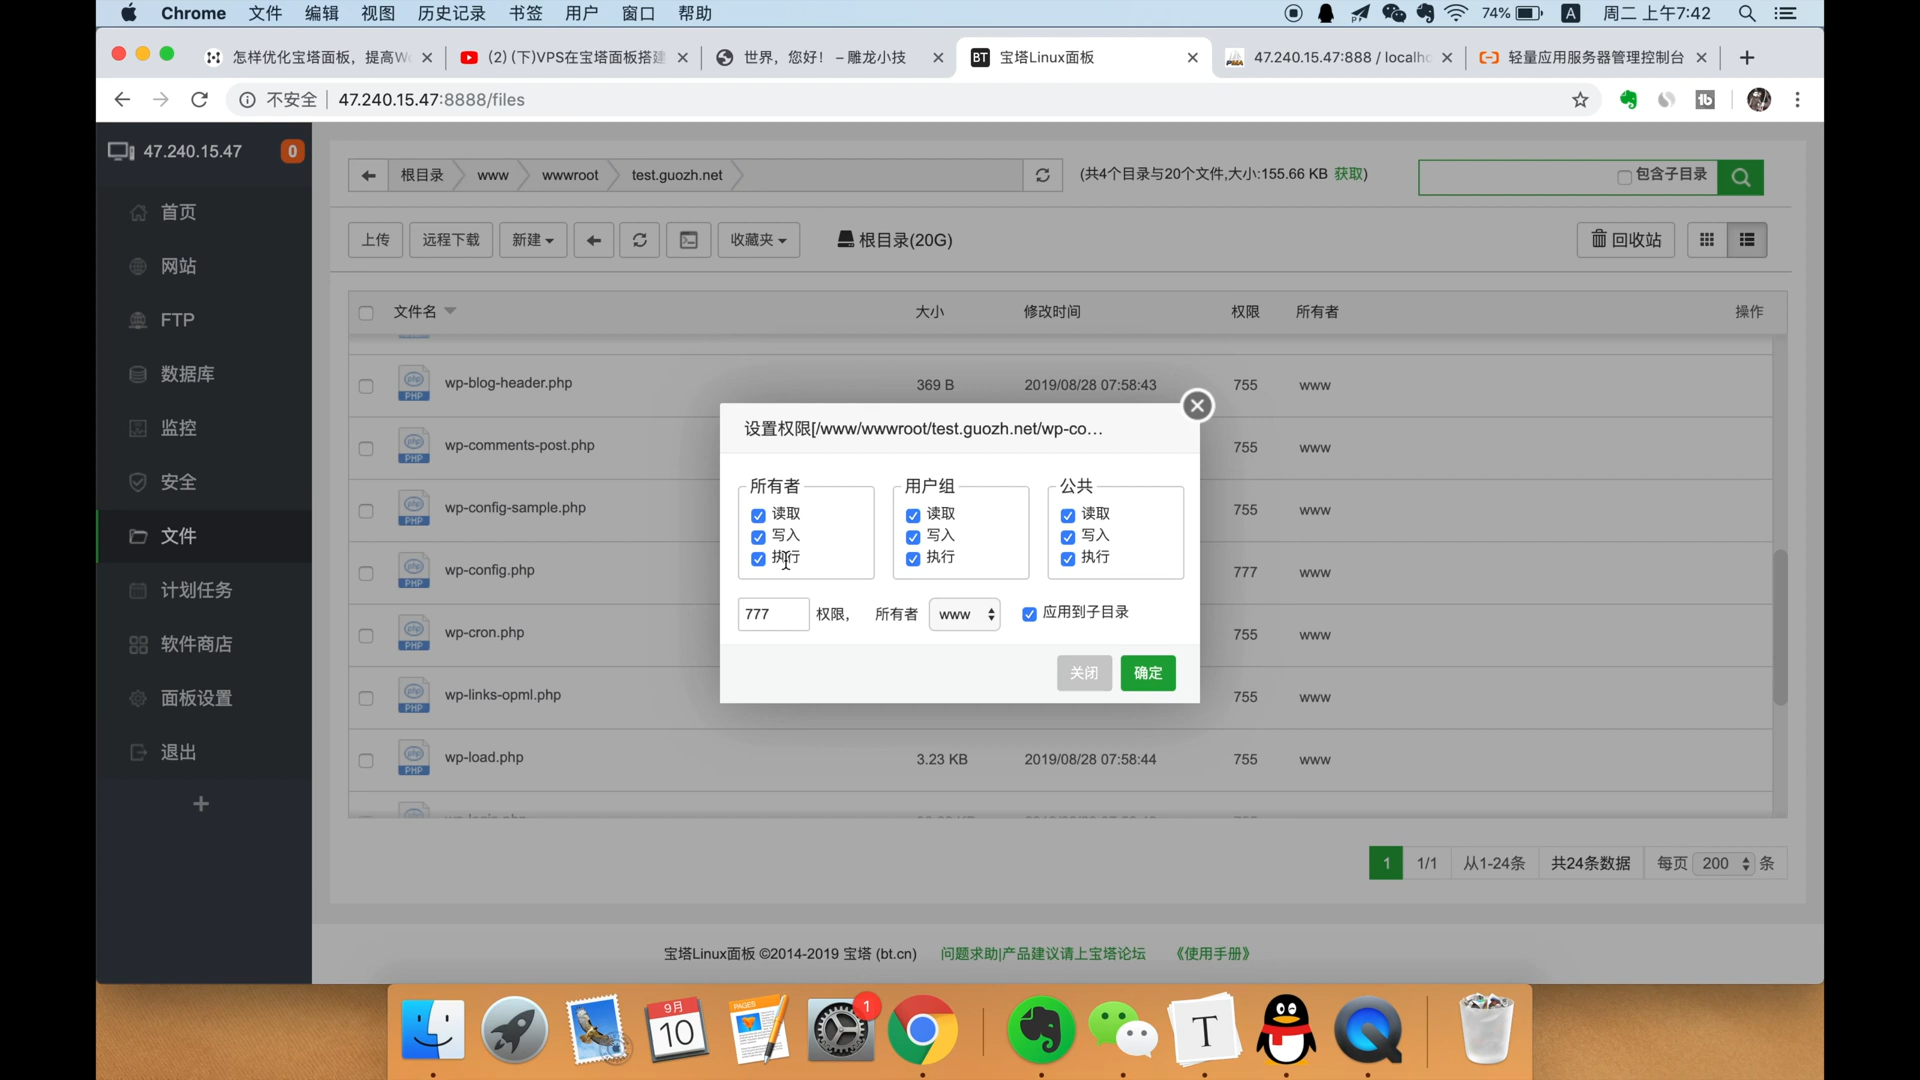 Chrome 文件 编辑 视图 历史记录 书签 用户 窗口 帮助 74% A 周二 上午7:42
怎样优化宝塔面板，提高Wo (2) (下)VPS在宝塔面板搭建 世界，您好！ – 雕龙小技 BT 宝塔Linux面板 47.240.15.47:888 / localho 轻量应用服务器管理控制台
不安全 47.240.15.47:8888/files
47.240.15.47 0
首页
网站
FTP
数据库
监控
安全
文件
计划任务
软件商店
面板设置
退出
根目录 www wwwroot test.guozh.net (共4个目录与20个文件,大小:155.66 KB 获取) 包含子目录
上传 远程下载 新建 收藏夹 根目录(20G) 回收站
文件名 大小 修改时间 权限 所有者 操作
wp-blog-header.php 369 B 2019/08/28 07:58:43 755 www
wp-comments-post.php 755 www
wp-config-sample.php 755 www
wp-config.php 777 www
wp-cron.php 755 www
wp-links-opml.php 755 www
wp-load.php 3.23 KB 2019/08/28 07:58:44 755 www
设置权限[/www/wwwroot/test.guozh.net/wp-co…
所有者 用户组 公共
读取 读取 读取
写入 写入 写入
执行 执行 执行
777 权限， 所有者 www 应用到子目录
关闭 确定
1 1/1 从1-24条 共24条数据 每页 200 条
宝塔Linux面板 ©2014-2019 宝塔 (bt.cn) 问题求助|产品建议请上宝塔论坛 《使用手册》
9月
10
PAGES
1
T